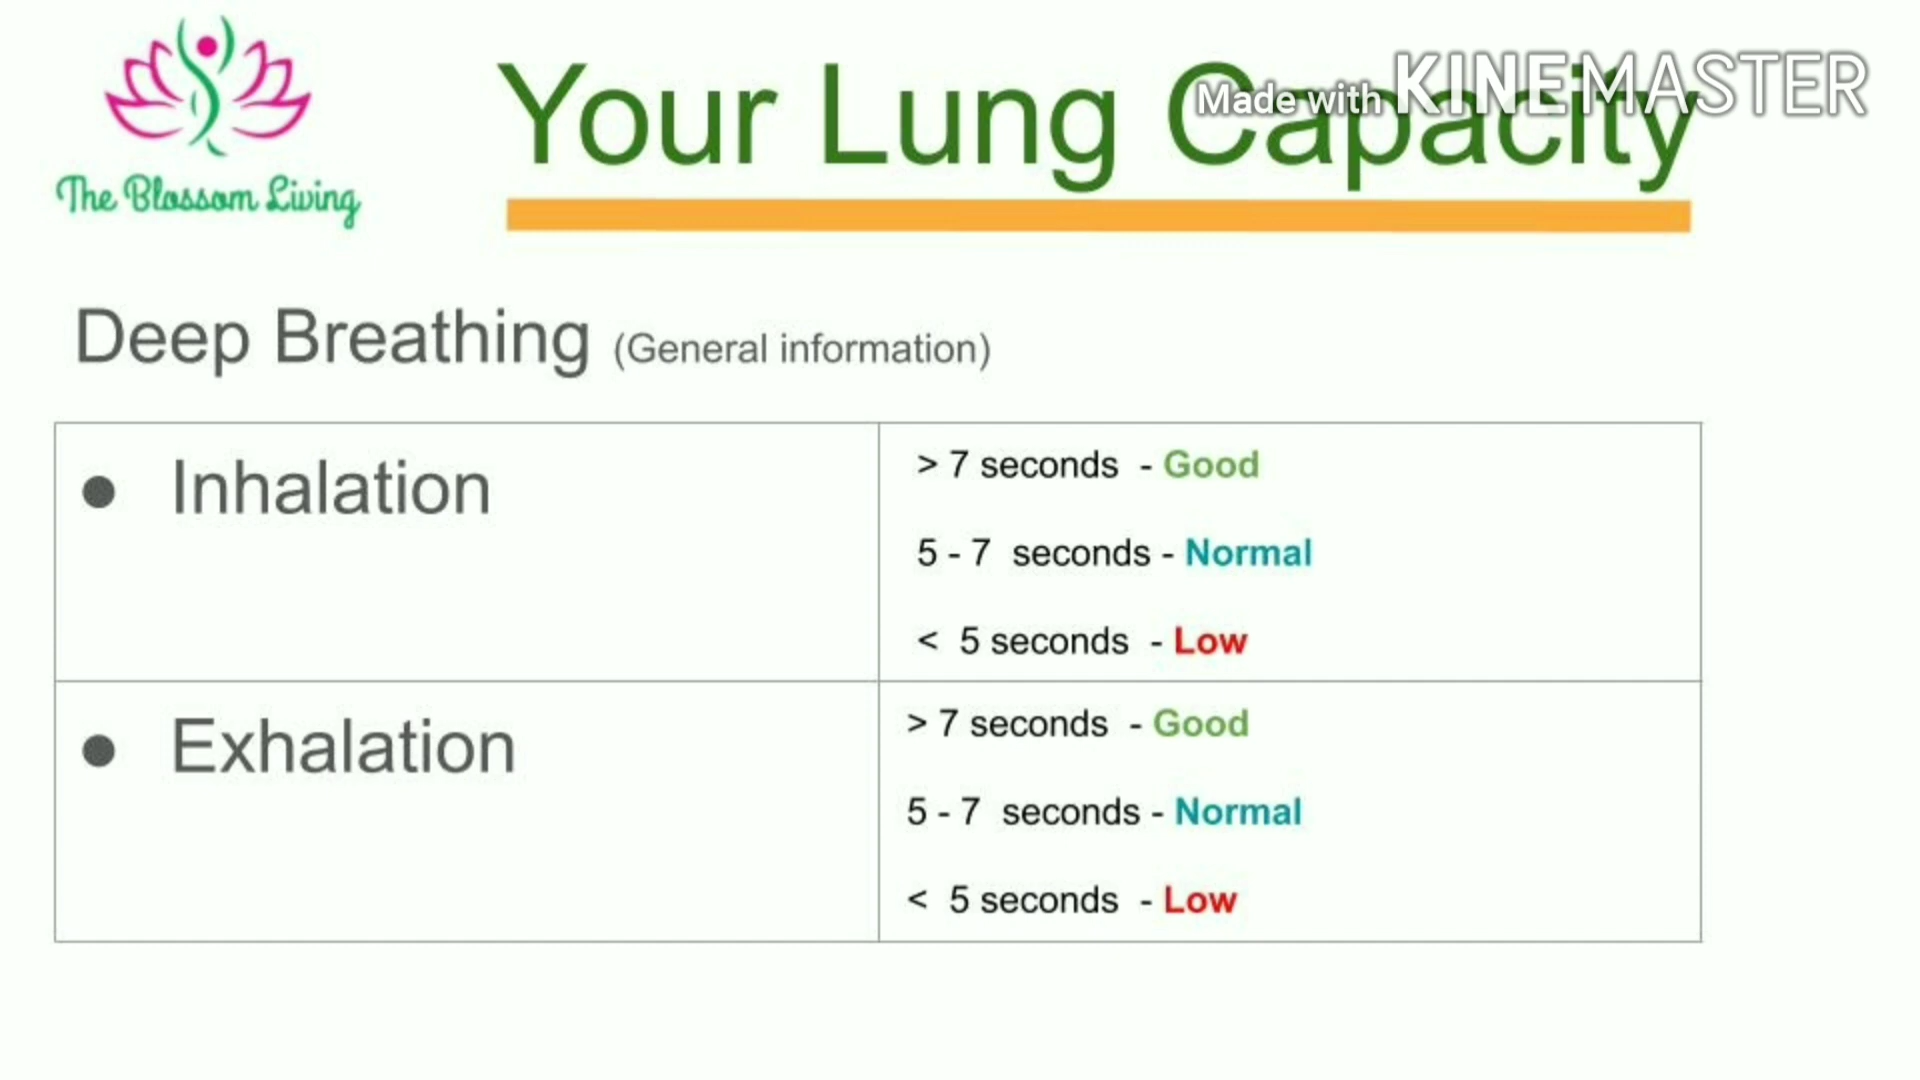 The Blossom Living
Your Lung Capacity
Made with KINEMASTER
Deep Breathing (General information)
● Inhalation
> 7 seconds - Good
5 - 7 seconds - Normal
< 5 seconds - Low
● Exhalation
> 7 seconds - Good
5 - 7 seconds - Normal
< 5 seconds - Low